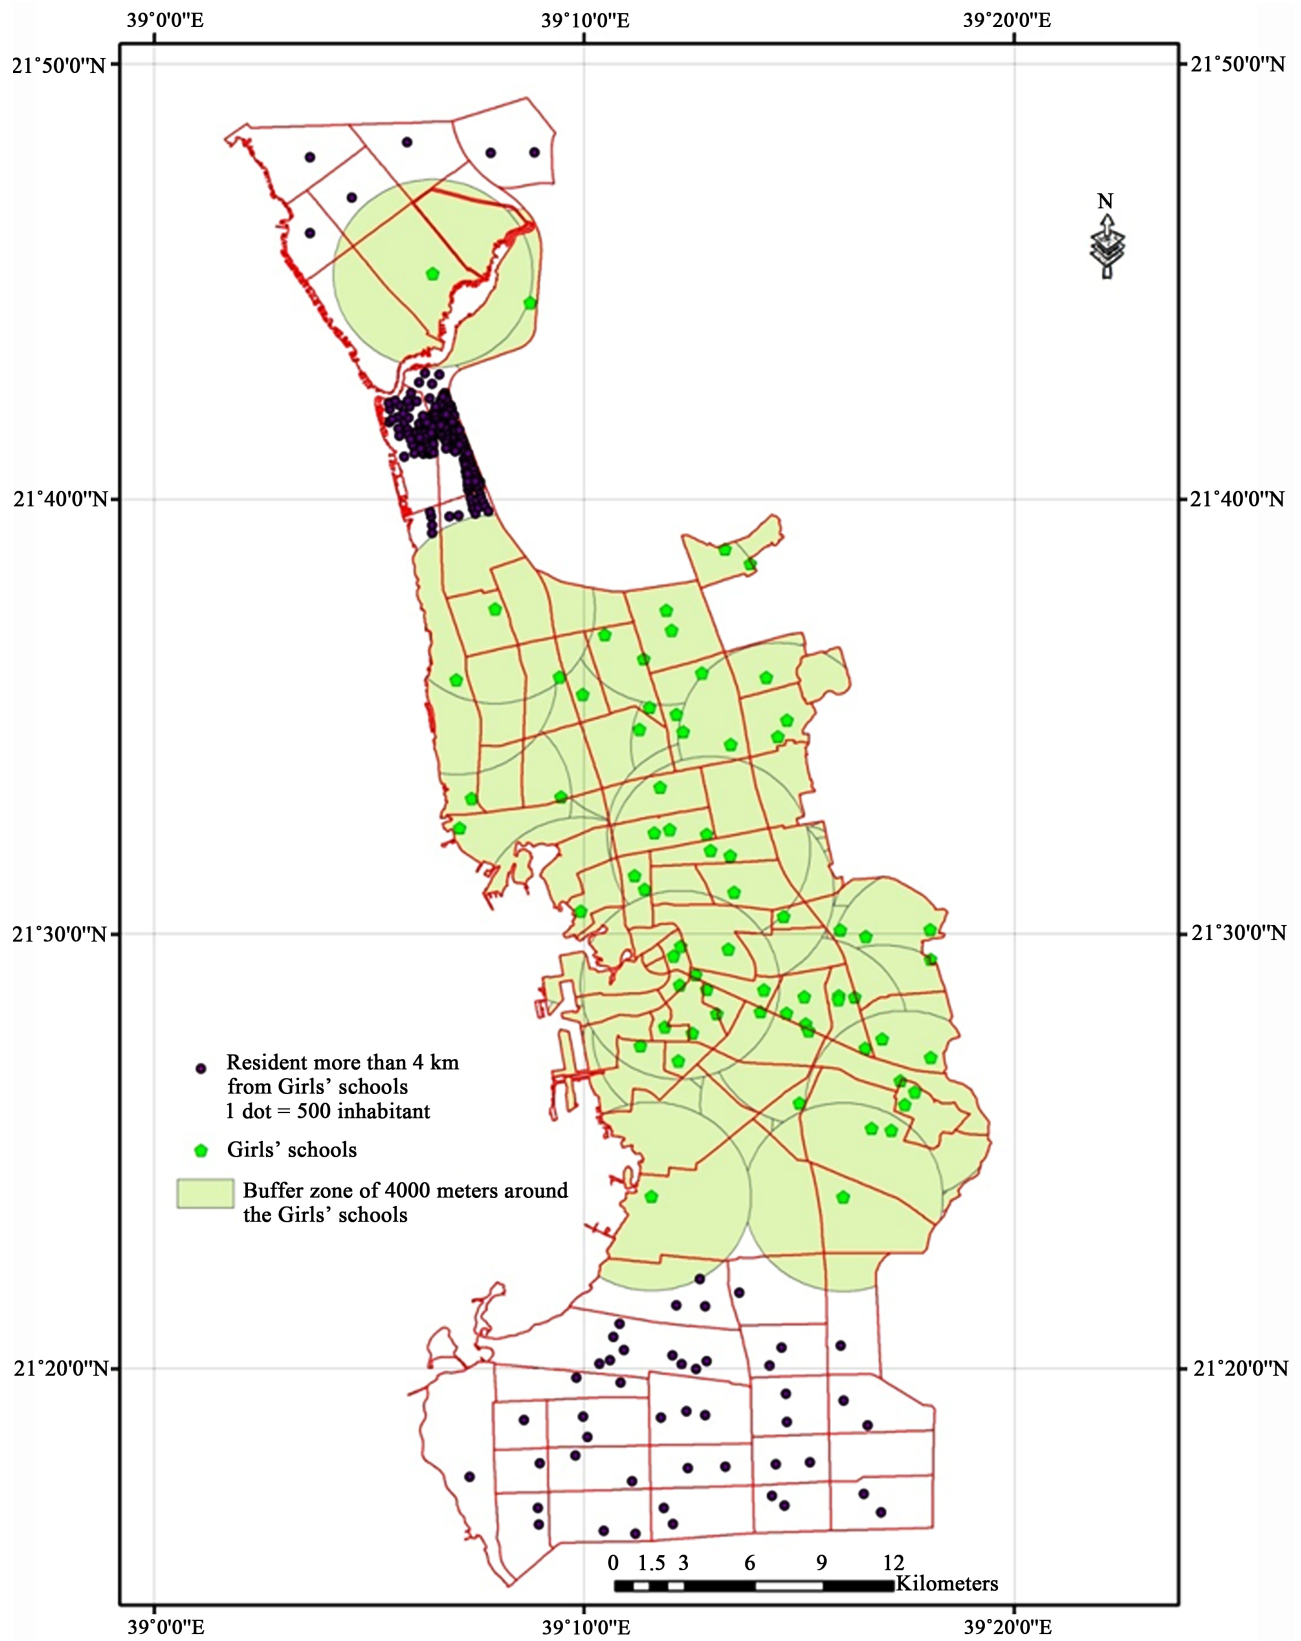 39°0'0"E 39°10'0"E 39°20'0"E
21°50'0"N 21°50'0"N
N
21°40'0"N 21°40'0"N
21°30'0"N 21°30'0"N
Resident more than 4 km
from Girls’ schools
1 dot = 500 inhabitant
Girls’ schools
Buffer zone of 4000 meters around
the Girls’ schools
21°20'0"N 21°20'0"N
0 1.5 3 6 9 12
Kilometers
39°0'0"E 39°10'0"E 39°20'0"E